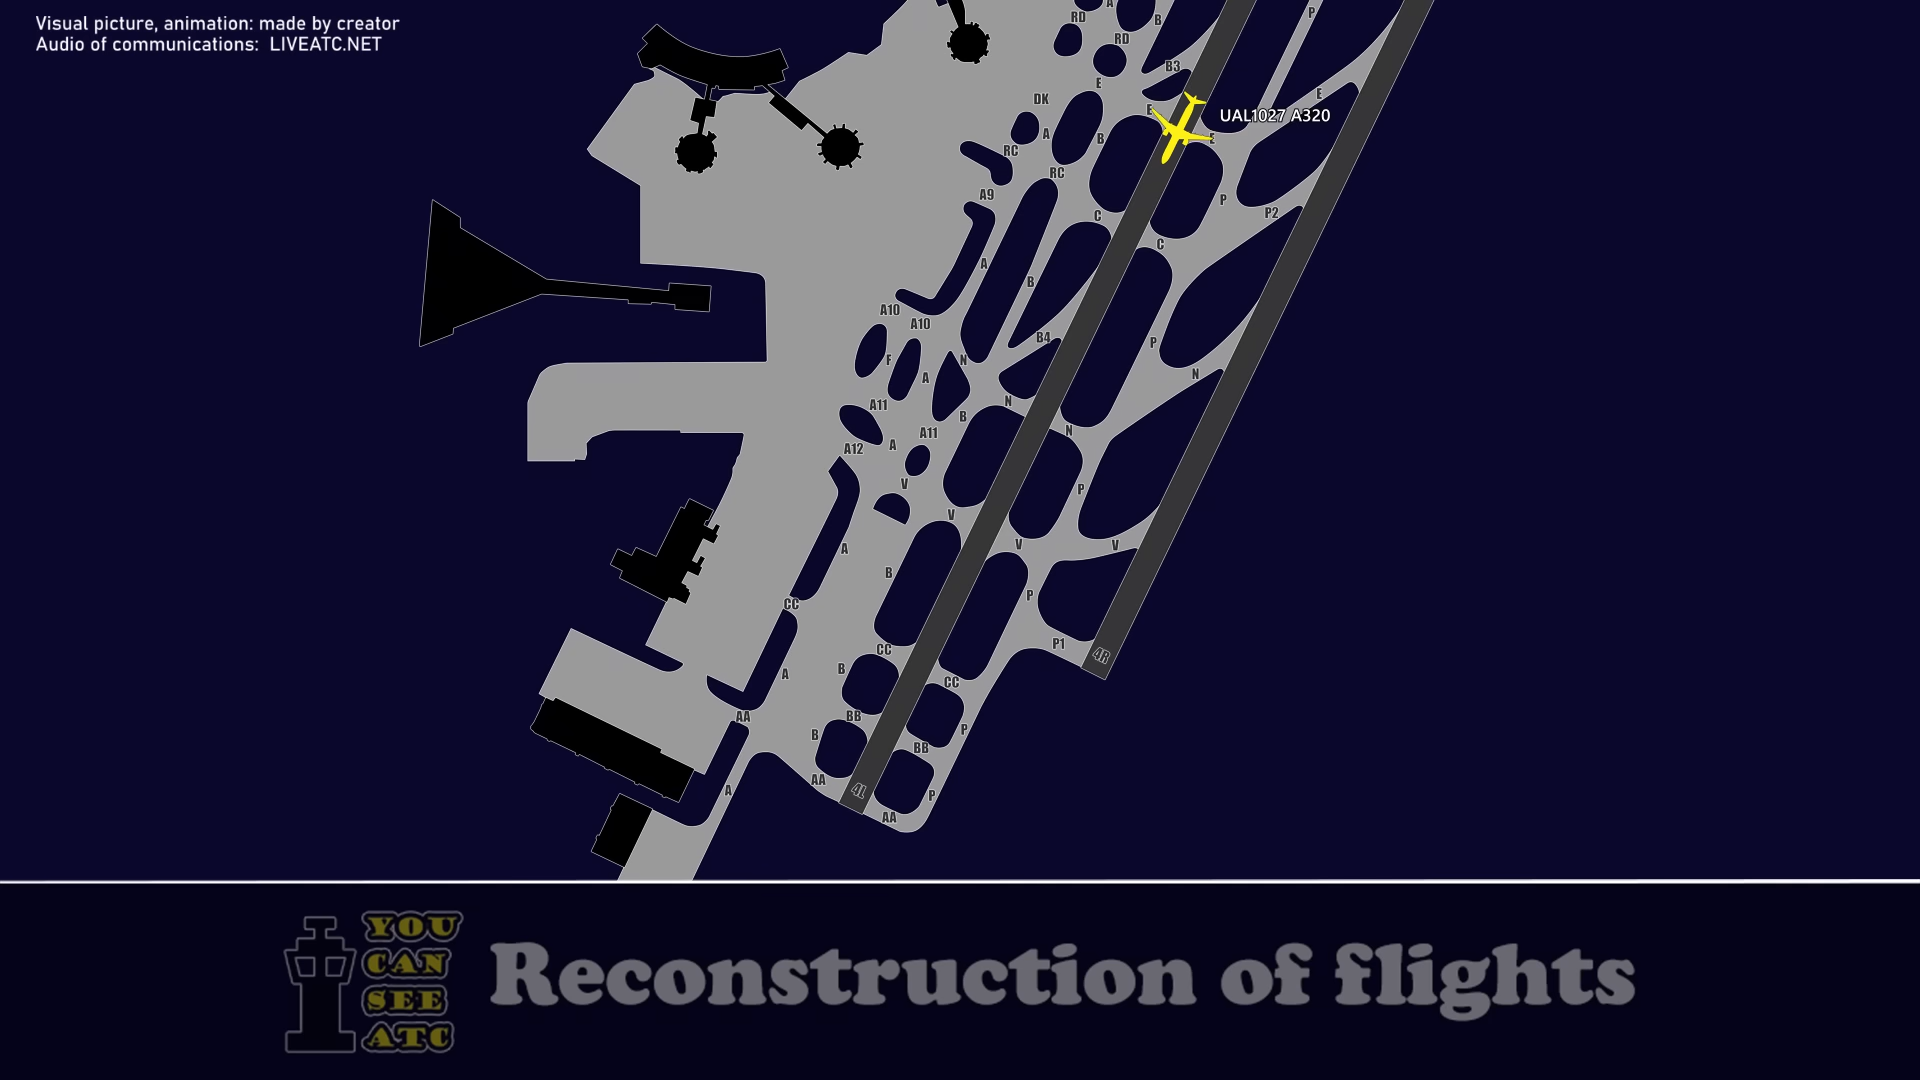 Visual picture, animation: made by creator
Audio of communications: LIVEATC.NET
A
RD
B
P
RD
B3
E
E
DK
E
UAL1027 A320
A
B
E
RC
RC
A9
P
P2
C
C
A
B
A10
A10
B4
P
F
N
N
A
A11
N
B
N
A11
A
A12
V
P
V
V
V
A
B
P
CC
P1
CC
4R
B
A
CC
AA
BB
P
B
BB
AA
4L
A
P
AA
YOU
CAN
SEE
ATC
Reconstruction of flights